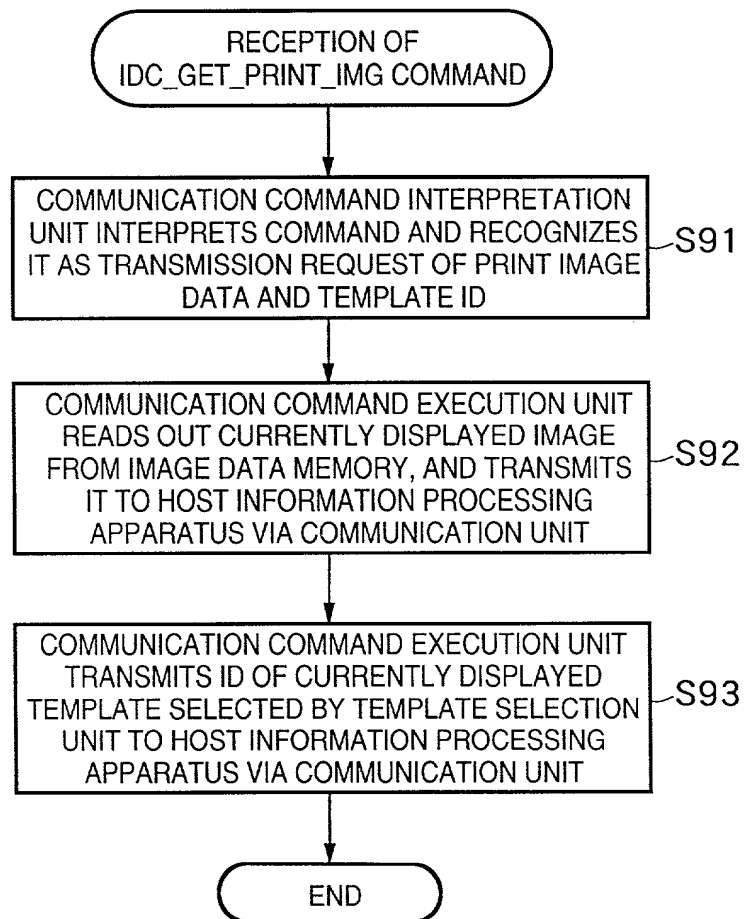 RECEPTION OF
IDC_GET_PRINT_IMG COMMAND
COMMUNICATION COMMAND INTERPRETATION
UNIT INTERPRETS COMMAND AND RECOGNIZES
IT AS TRANSMISSION REQUEST OF PRINT IMAGE
DATA AND TEMPLATE ID
S91
COMMUNICATION COMMAND EXECUTION UNIT
READS OUT CURRENTLY DISPLAYED IMAGE
FROM IMAGE DATA MEMORY, AND TRANSMITS
IT TO HOST INFORMATION PROCESSING
APPARATUS VIA COMMUNICATION UNIT
S92
COMMUNICATION COMMAND EXECUTION UNIT
TRANSMITS ID OF CURRENTLY DISPLAYED
TEMPLATE SELECTED BY TEMPLATE SELECTION
UNIT TO HOST INFORMATION PROCESSING
APPARATUS VIA COMMUNICATION UNIT
S93
END